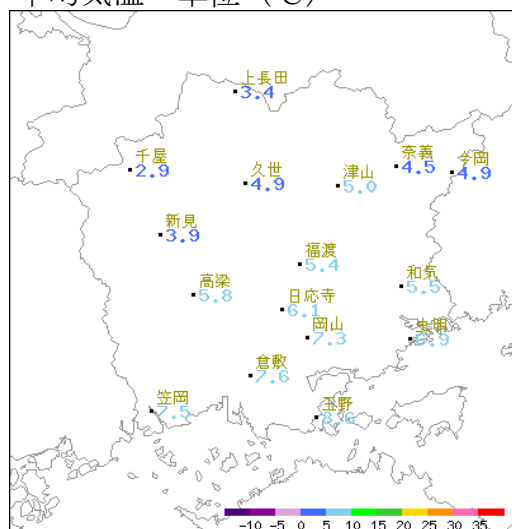 平均気温 単位（℃）
上長田
3.4
千屋
2.9
久世
4.9
津山
5.0
奈義
4.5
今岡
4.9
新見
3.9
福渡
5.4
高梁
5.8
和気
5.5
日応寺
6.1
岡山
7.3
虫明
6.9
倉敷
7.6
笠岡
7.5
玉野
8.6
-10 -5 0 5 10 15 20 25 30 35